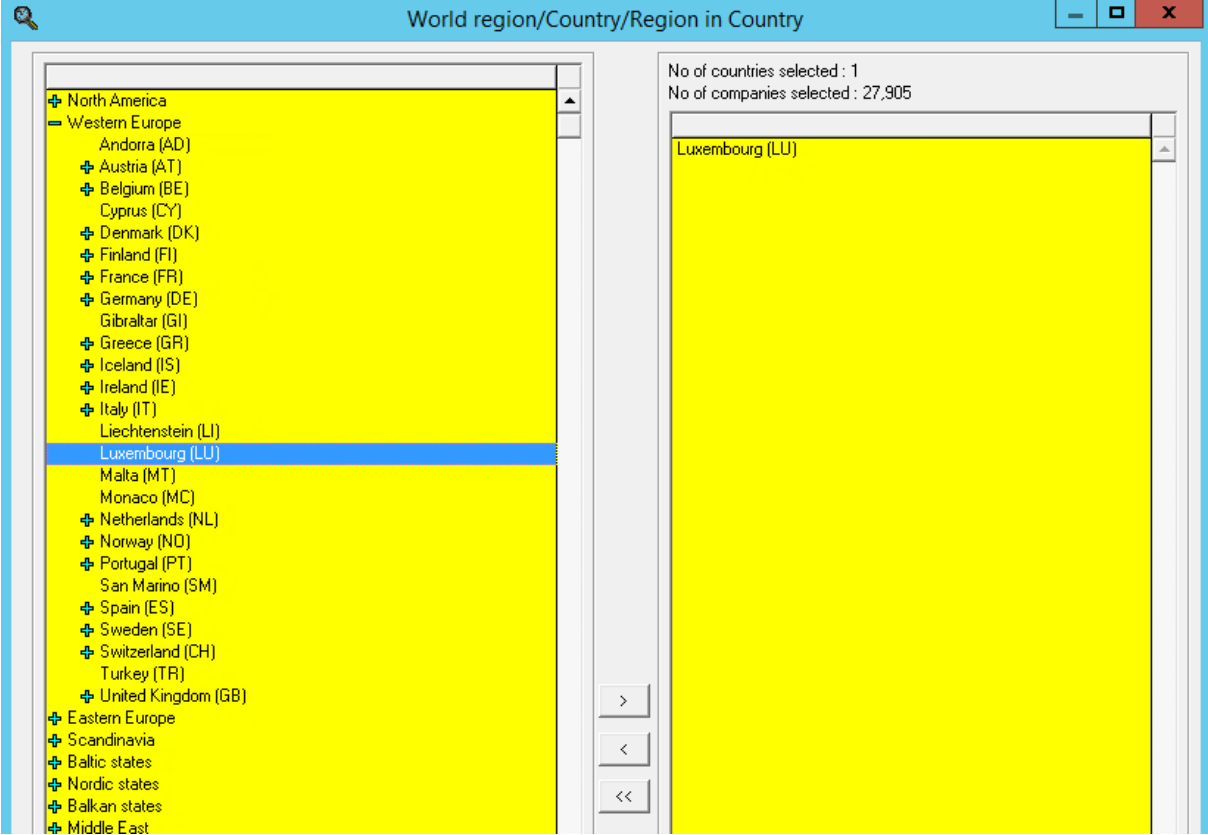 World region/Country/Region in Country
North America
Western Europe
Andorra (AD)
Austria (AT)
Belgium (BE)
Cyprus (CY)
Denmark (DK)
Finland (FI)
France (FR)
Germany (DE)
Gibraltar (GI)
Greece (GR)
Iceland (IS)
Ireland (IE)
Italy (IT)
Liechtenstein (LI)
Luxembourg (LU)
Malta (MT)
Monaco (MC)
Netherlands (NL)
Norway (NO)
Portugal (PT)
San Marino (SM)
Spain (ES)
Sweden (SE)
Switzerland (CH)
Turkey (TR)
United Kingdom (GB)
Eastern Europe
Scandinavia
Baltic states
Nordic states
Balkan states
Middle East
>
<
<<
No of countries selected : 1
No of companies selected : 27,905
Luxembourg (LU)